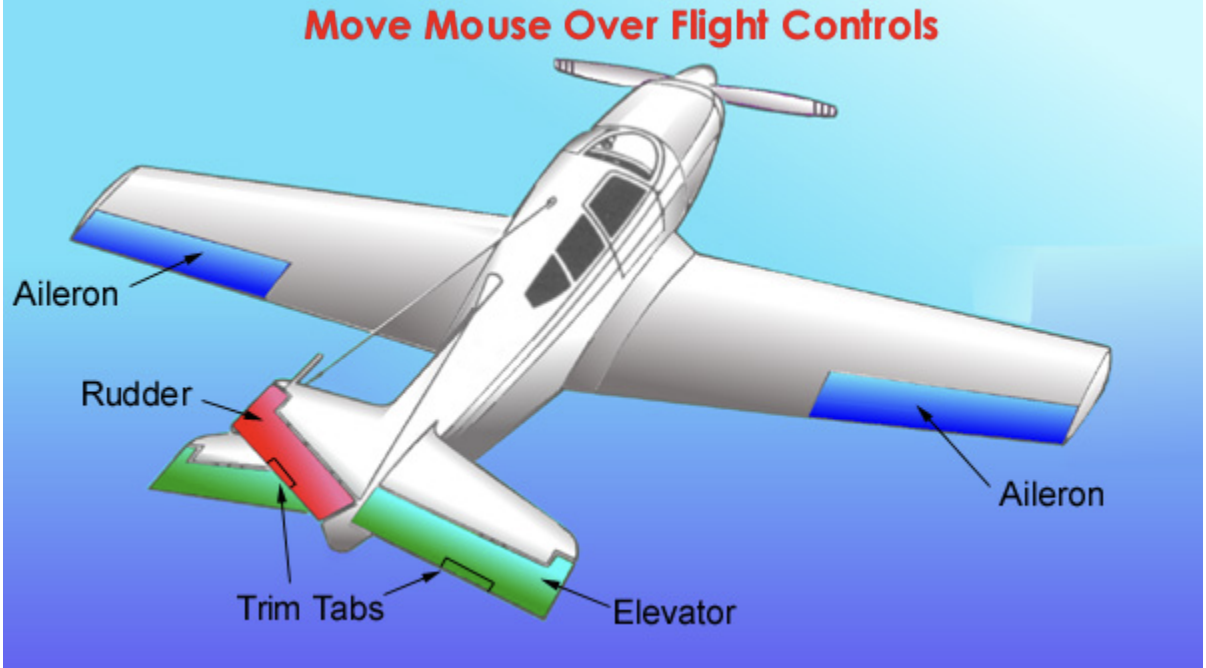 Move Mouse Over Flight Controls
Aileron
Rudder
Aileron
Trim Tabs
Elevator